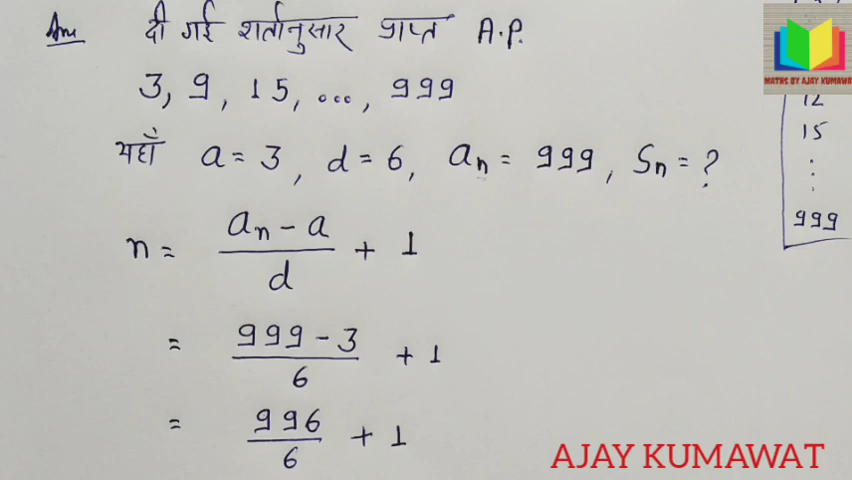 Ans दी गई शर्तानुसार प्राप्त A.P.
3, 9, 15, ..., 999
यहाँ a = 3, d = 6, an = 999, Sn = ?
n = (an - a)/d + 1
= (999 - 3)/6 + 1
= 996/6 + 1
MATHS BY AJAY KUMAWA
12
15
⋮
999
AJAY KUMAWAT